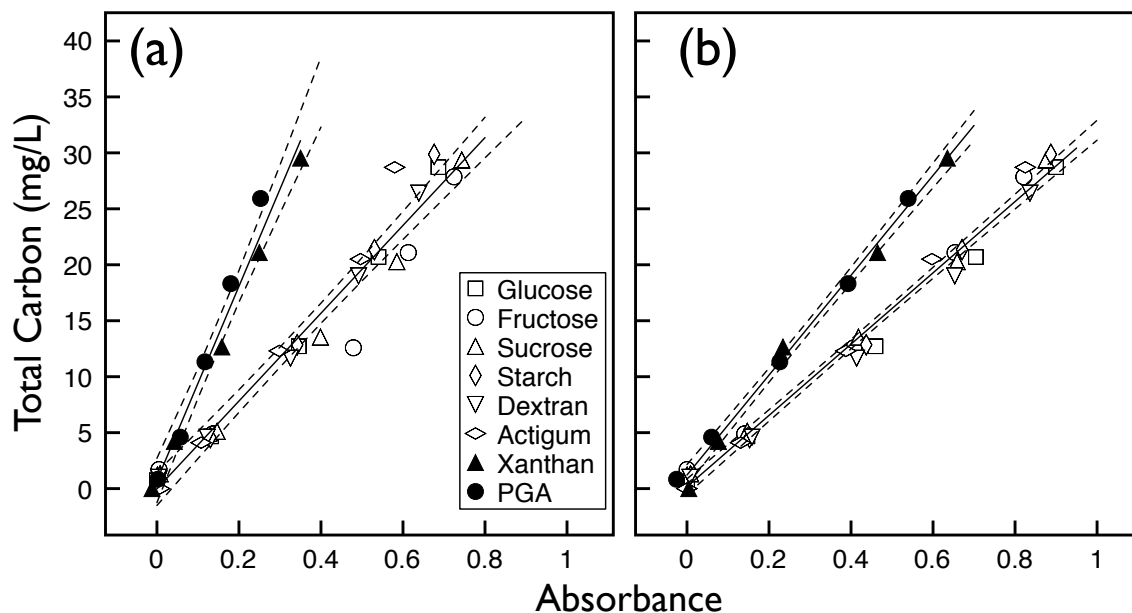 (a)
(b)
Total Carbon (mg/L)
40
35
30
25
20
15
10
5
0
Glucose
Fructose
Sucrose
Starch
Dextran
Actigum
Xanthan
PGA
0 0.2 0.4 0.6 0.8 1
0 0.2 0.4 0.6 0.8 1
Absorbance